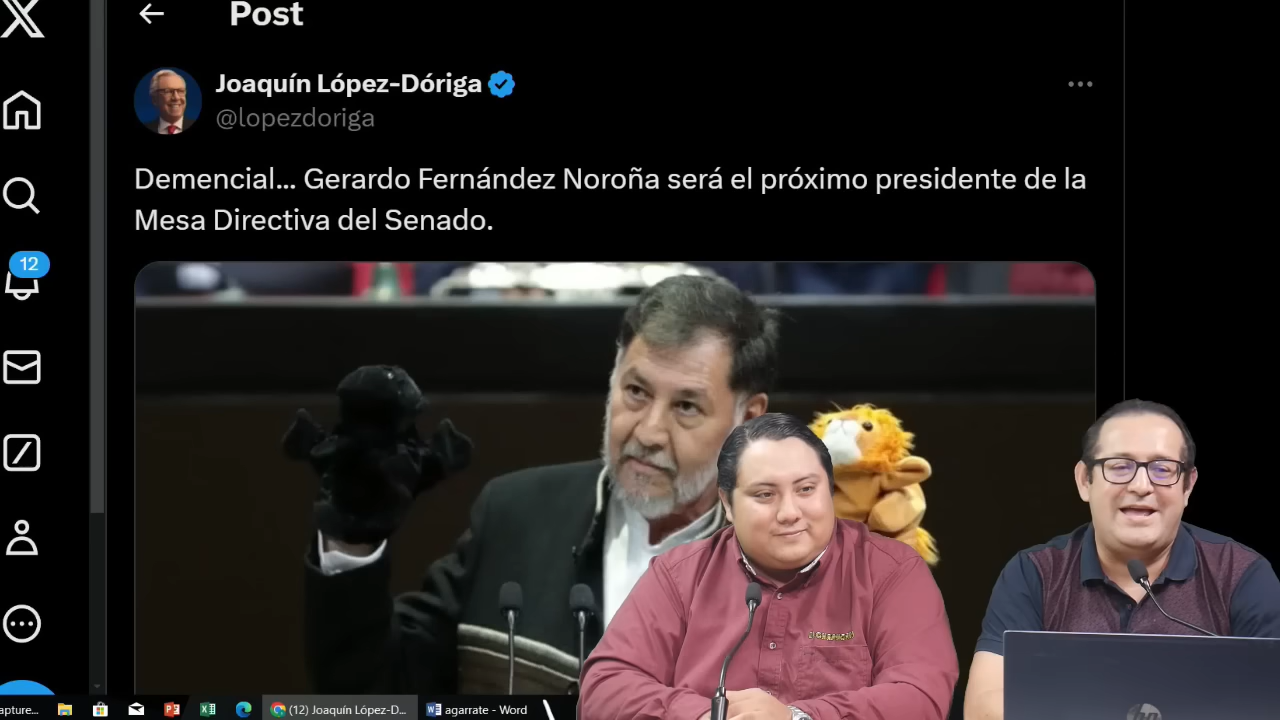 Post
Joaquín López-Dóriga
@lopezdoriga
Demencial... Gerardo Fernández Noroña será el próximo presidente de la
Mesa Directiva del Senado.
12
apture...
(12) Joaquín López-D...
agarrate - Word